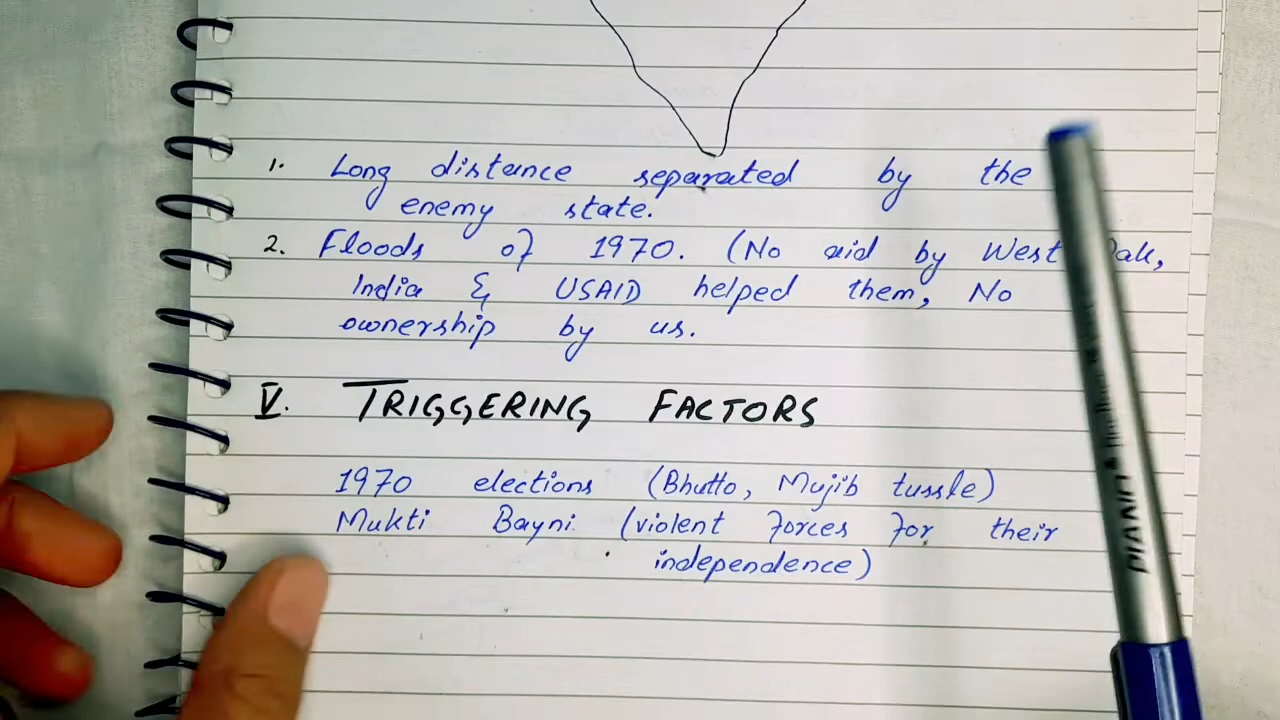 1. Long distance separated by the
enemy state.
2. Floods of 1970. (No aid by West Pak,
India & USAID helped them, No
ownership by us.
V. TRIGGERING FACTORS
1970 elections (Bhutto, Mujib tussle)
Mukti Bayni (violent forces for their
independence)
PIANO